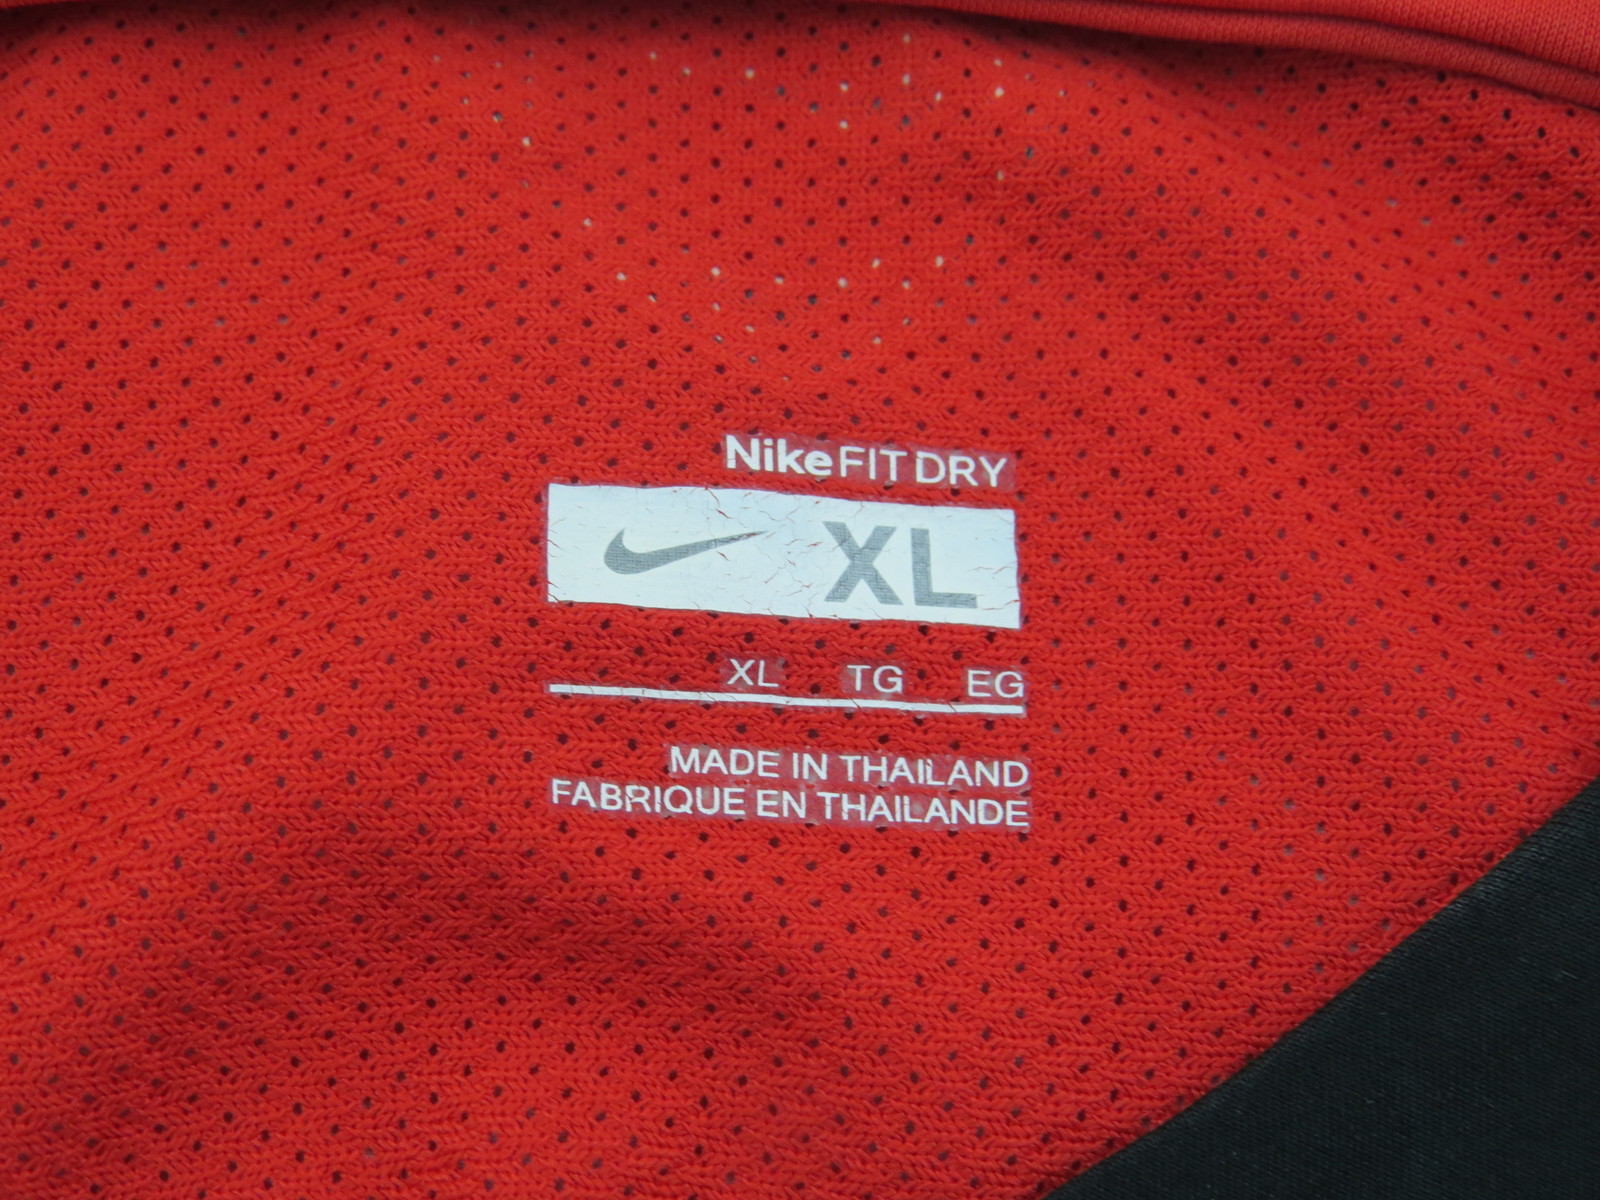 NikeFIT DRY
XL
XL TG EG
MADE IN THAILAND
FABRIQUE EN THAILANDE